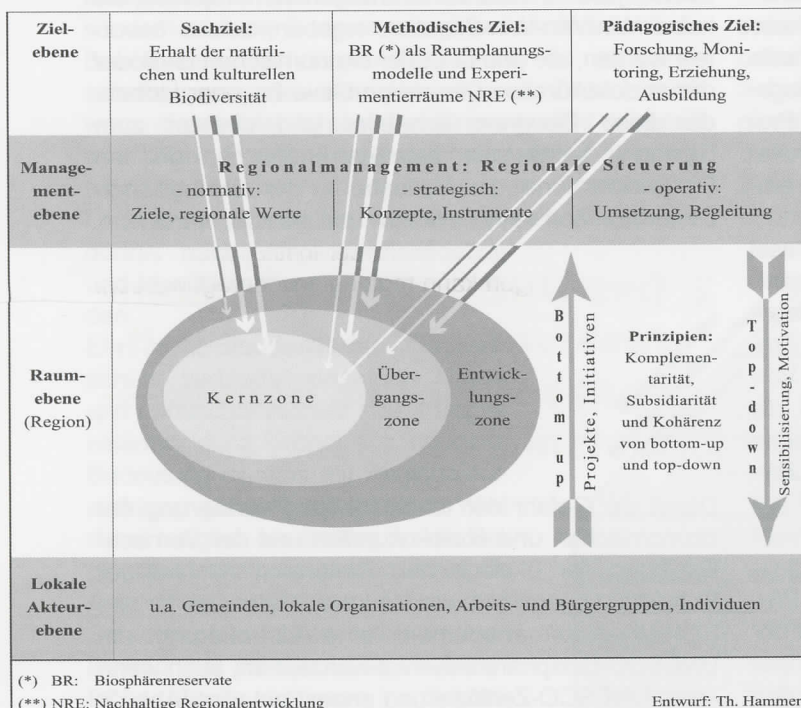 Ziel-
ebene
Sachziel:
Erhalt der natürli-
chen und kulturellen
Biodiversität
Methodisches Ziel:
BR (*) als Raumplanungs-
modelle und Experi-
mentierräume NRE (**)
Pädagogisches Ziel:
Forschung, Moni-
toring, Erziehung,
Ausbildung
Manage-
ment-
ebene
Regionalmanagement: Regionale Steuerung
- normativ:
Ziele, regionale Werte
- strategisch:
Konzepte, Instrumente
- operativ:
Umsetzung, Begleitung
Raum-
ebene
(Region)
Kernzone
Über-
gangs-
zone
Entwick-
lungs-
zone
Bottom-up
Projekte, Initiativen
Prinzipien:
Komplemen-
tarität,
Subsidiarität
und Kohärenz
von bottom-up
und top-down
Top-down
Sensibilisierung, Motivation
Lokale
Akteur-
ebene
u.a. Gemeinden, lokale Organisationen, Arbeits- und Bürgergruppen, Individuen
(*) BR: Biosphärenreservate
(**) NRE: Nachhaltige Regionalentwicklung
Entwurf: Th. Hammer